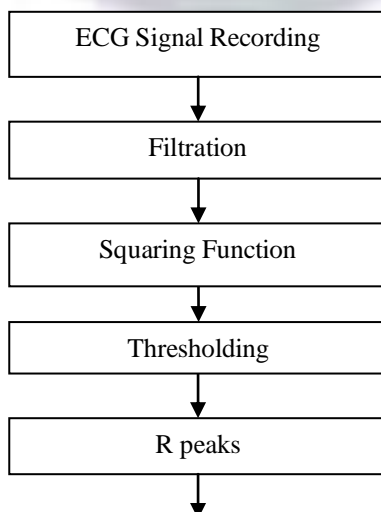 ECG Signal Recording
Filtration
Squaring Function
Thresholding
R peaks